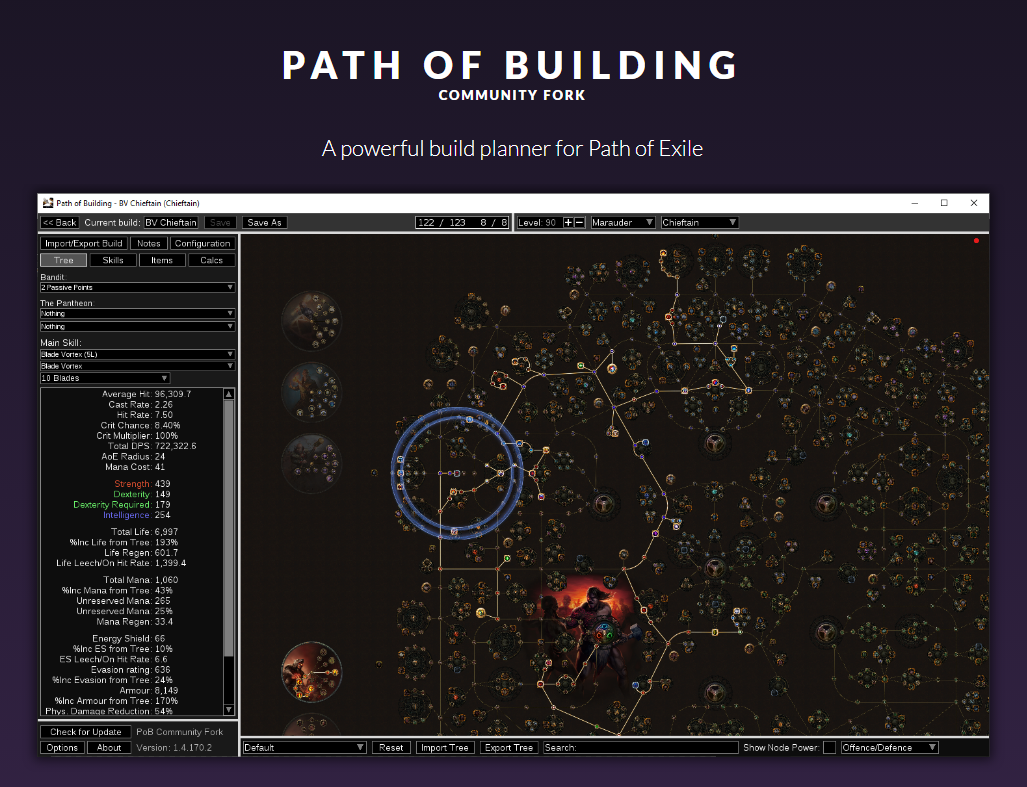 PATH OF BUILDING
COMMUNITY FORK
A powerful build planner for Path of Exile
Path of Building - BV Chieftain (Chieftain)
<< Back Current build: BV Chieftain Save Save As 122 / 123 8 / 8 Level: 90 + − Marauder Chieftain
Import/Export Build Notes Configuration
Tree Skills Items Calcs
Bandit:
2 Passive Points
The Pantheon:
Nothing
Nothing
Main Skill:
Blade Vortex (5L)
Blade Vortex
10 Blades
Average Hit: 96,309.7
Cast Rate: 2.26
Hit Rate: 7.50
Crit Chance: 8.40%
Crit Multiplier: 100%
Total DPS: 722,322.6
AoE Radius: 24
Mana Cost: 41
Strength: 439
Dexterity: 149
Dexterity Required: 179
Intelligence: 254
Total Life: 6,997
%Inc Life from Tree: 193%
Life Regen: 601.7
Life Leech/On Hit Rate: 1,399.4
Total Mana: 1,060
%Inc Mana from Tree: 43%
Unreserved Mana: 265
Unreserved Mana: 25%
Mana Regen: 33.4
Energy Shield: 66
%Inc ES from Tree: 10%
ES Leech/On Hit Rate: 6.6
Evasion rating: 636
%Inc Evasion from Tree: 24%
Armour: 8,149
%Inc Armour from Tree: 170%
Phys. Damage Reduction: 54%
Check for Update PoB Community Fork
Options About Version: 1.4.170.2
Default Reset Import Tree Export Tree Search: Show Node Power: Offence/Defence